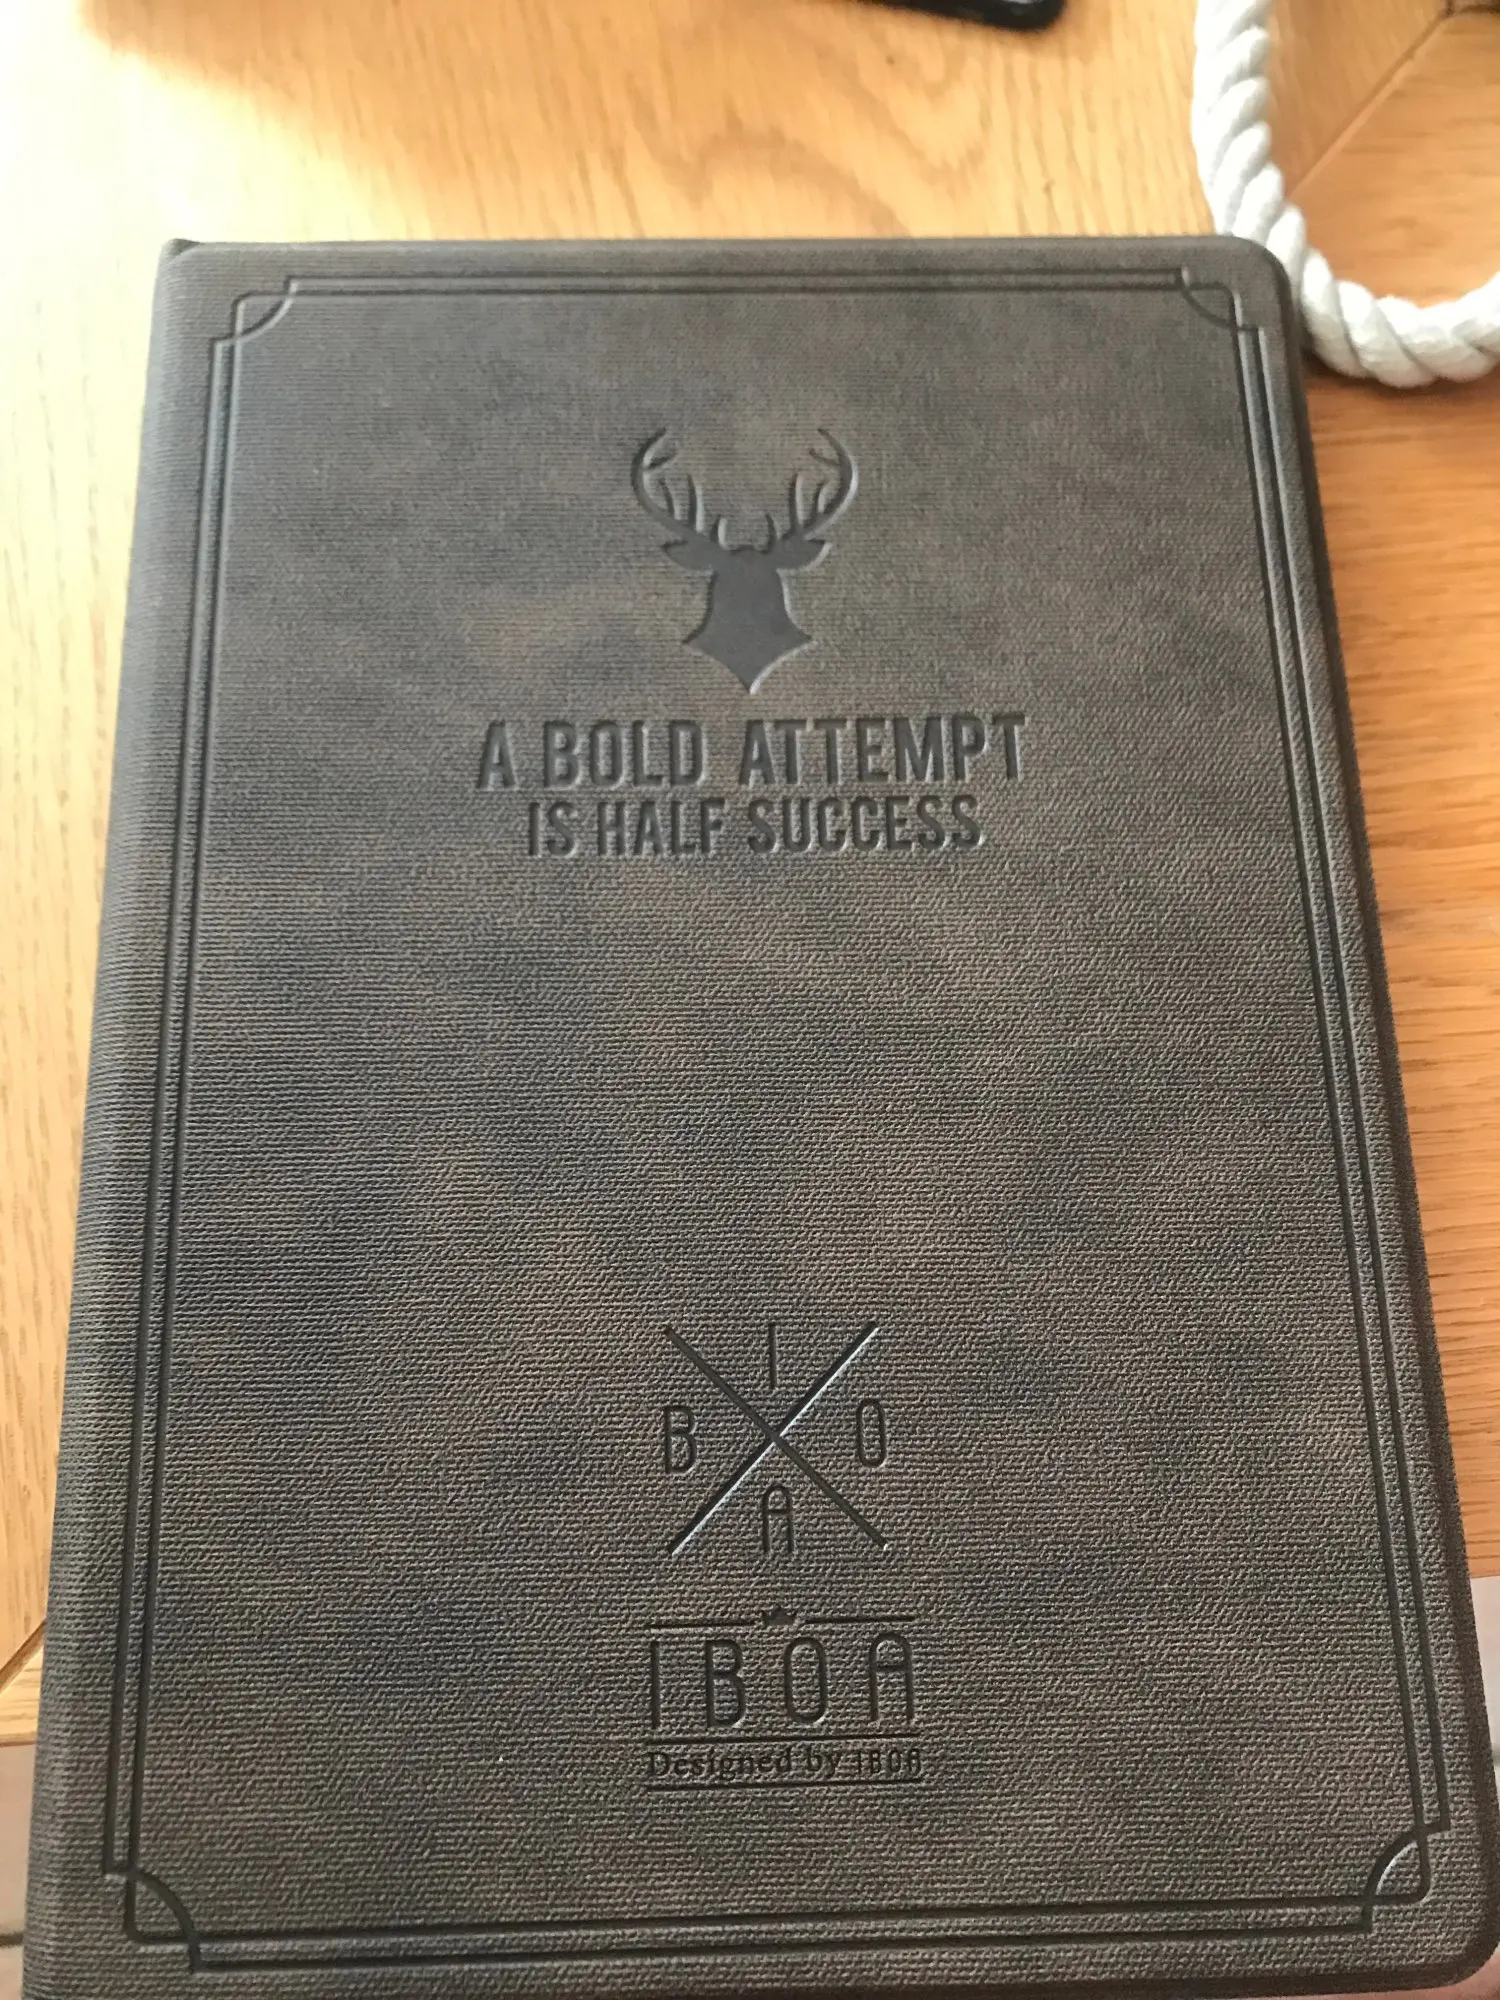 A BOLD ATTEMPT
IS HALF SUCCESS
I
B O
A
IBOA
Designed by IBOA